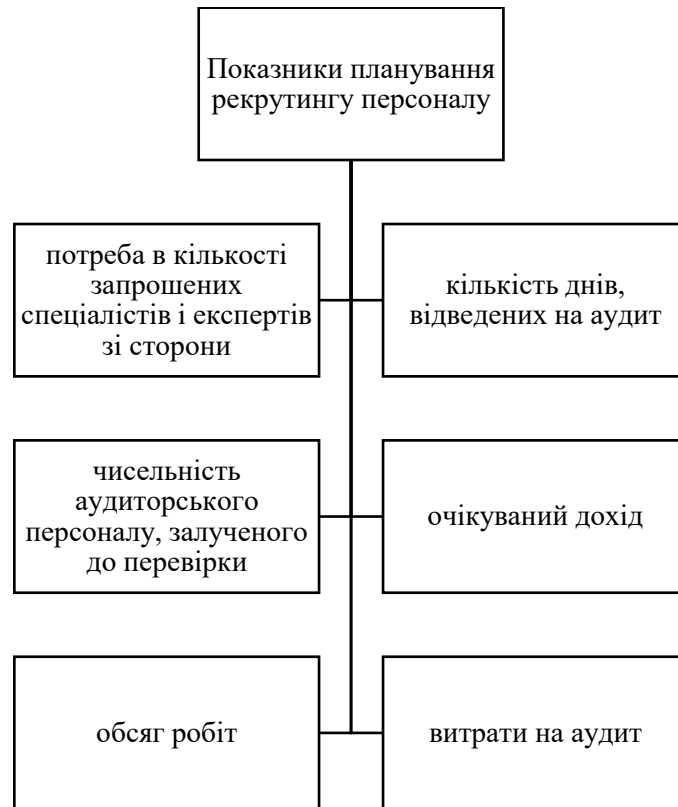 Показники планування
рекрутингу персоналу
потреба в кількості
запрошених
спеціалістів і експертів
зі сторони
кількість днів,
відведених на аудит
чисельність
аудиторського
персоналу, залученого
до перевірки
очікуваний дохід
обсяг робіт
витрати на аудит